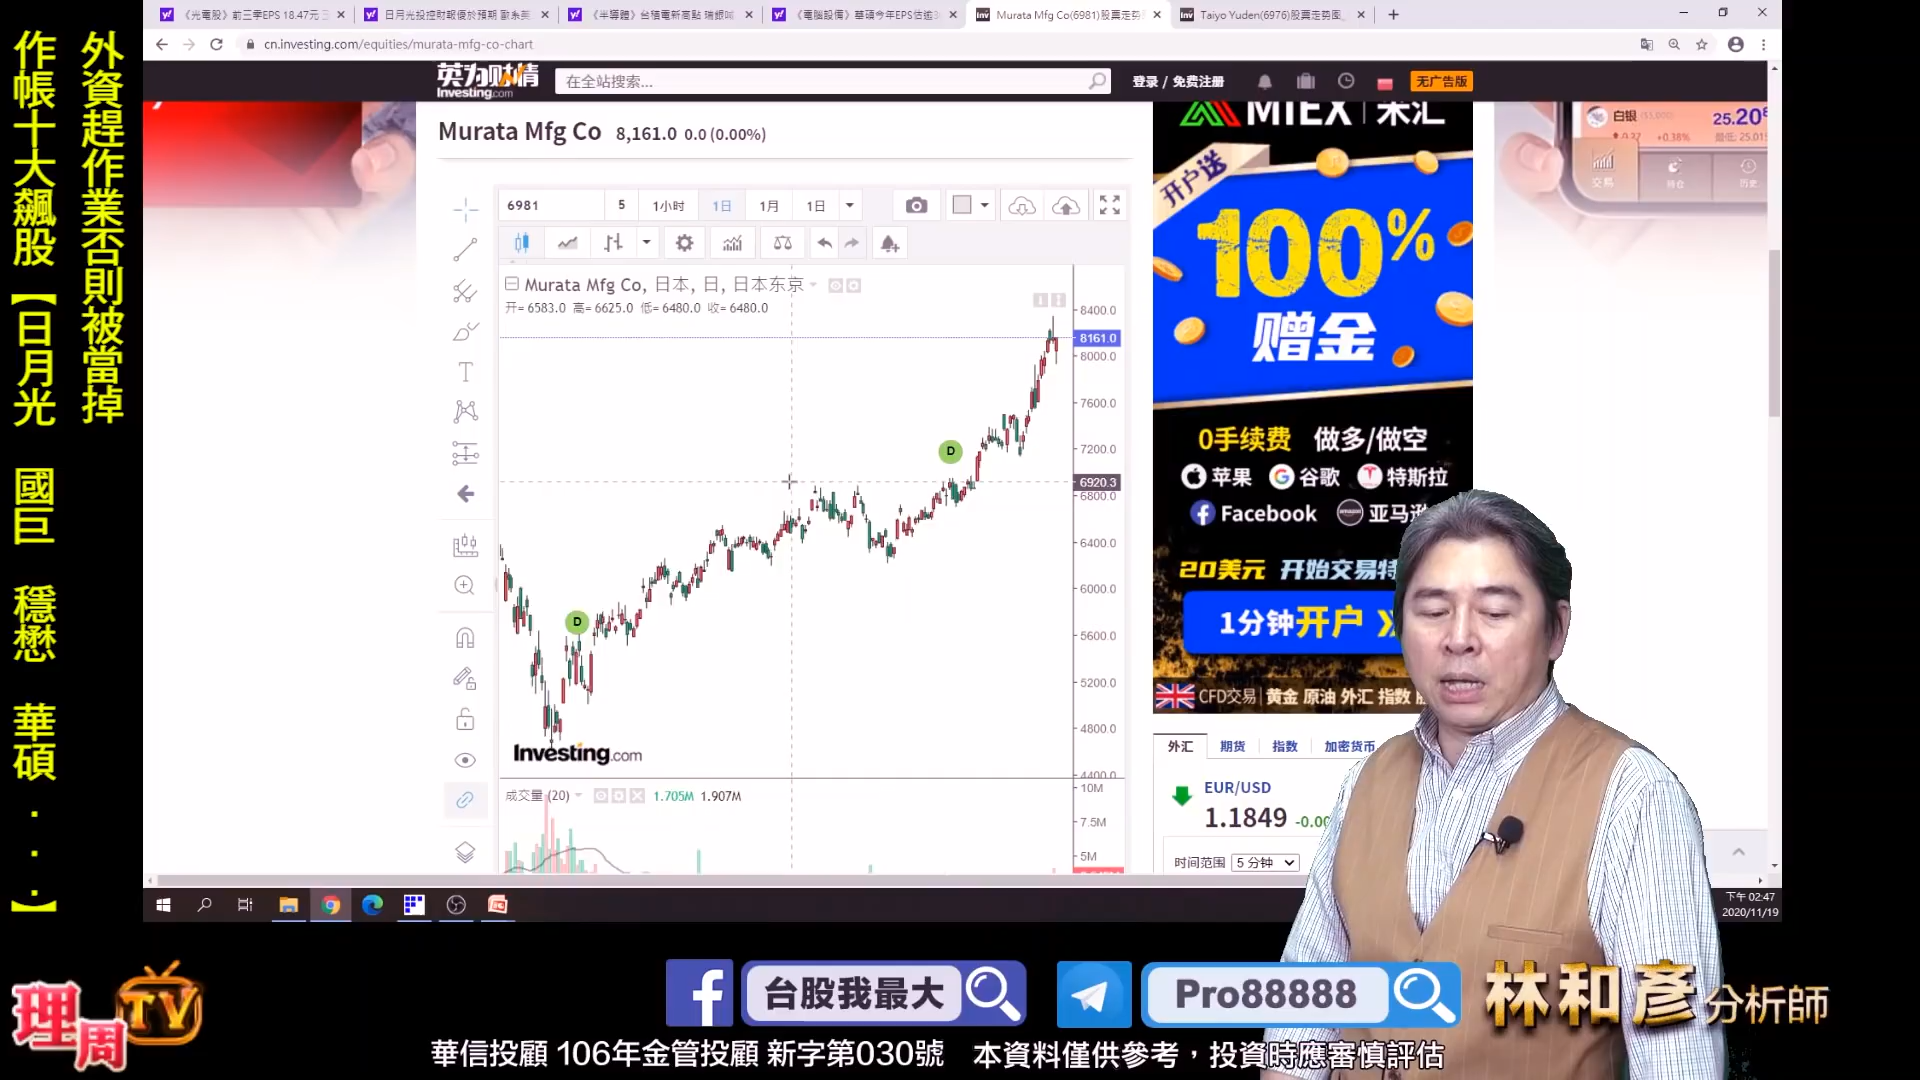 外資趕作業否則被當掉
作帳十大飆股【日月光 國巨 穩懋 華碩...】
《光電股》前三季EPS 18.47元
日月光投控財報優於預期
《半導體》台積電新高點 瑞銀
《電腦設備》華碩今年EPS估逾
Murata Mfg Co(6981)股票走势
Taiyo Yuden(6976)股票走势图
cn.investing.com/equities/murata-mfg-co-chart
英为财情
Investing.com
在全站搜索...
登录 / 免费注册
无广告版
Murata Mfg Co 8,161.0 0.0 (0.00%)
6981 5 1小时 1日 1月 1日
Murata Mfg Co, 日本, 日, 日本东京
开= 6583.0 高= 6625.0 低= 6480.0 收= 6480.0
8400.0
8161.0
8000.0
7600.0
7200.0
6920.3
6800.0
6400.0
6000.0
5600.0
5200.0
4800.0
4400.0
D
D
Investing.com
成交量 (20) 1.705M 1.907M
10M
7.5M
5M
MTEX 米汇
开户送
100%
赠金
0手续费 做多/做空
苹果 谷歌 特斯拉
Facebook 亚马逊
20美元 开始交易特
1分钟开户
CFD交易 黄金 原油 外汇 指数
白银
25.20
+0.38%
交易
外汇 期货 指数 加密货币
EUR/USD
1.1849 -0.00
时间范围 5 分钟
下午 02:47
2020/11/19
理周TV
台股我最大
Pro88888
林和彥分析師
華信投顧 106年金管投顧 新字第030號 本資料僅供參考，投資時應審慎評估